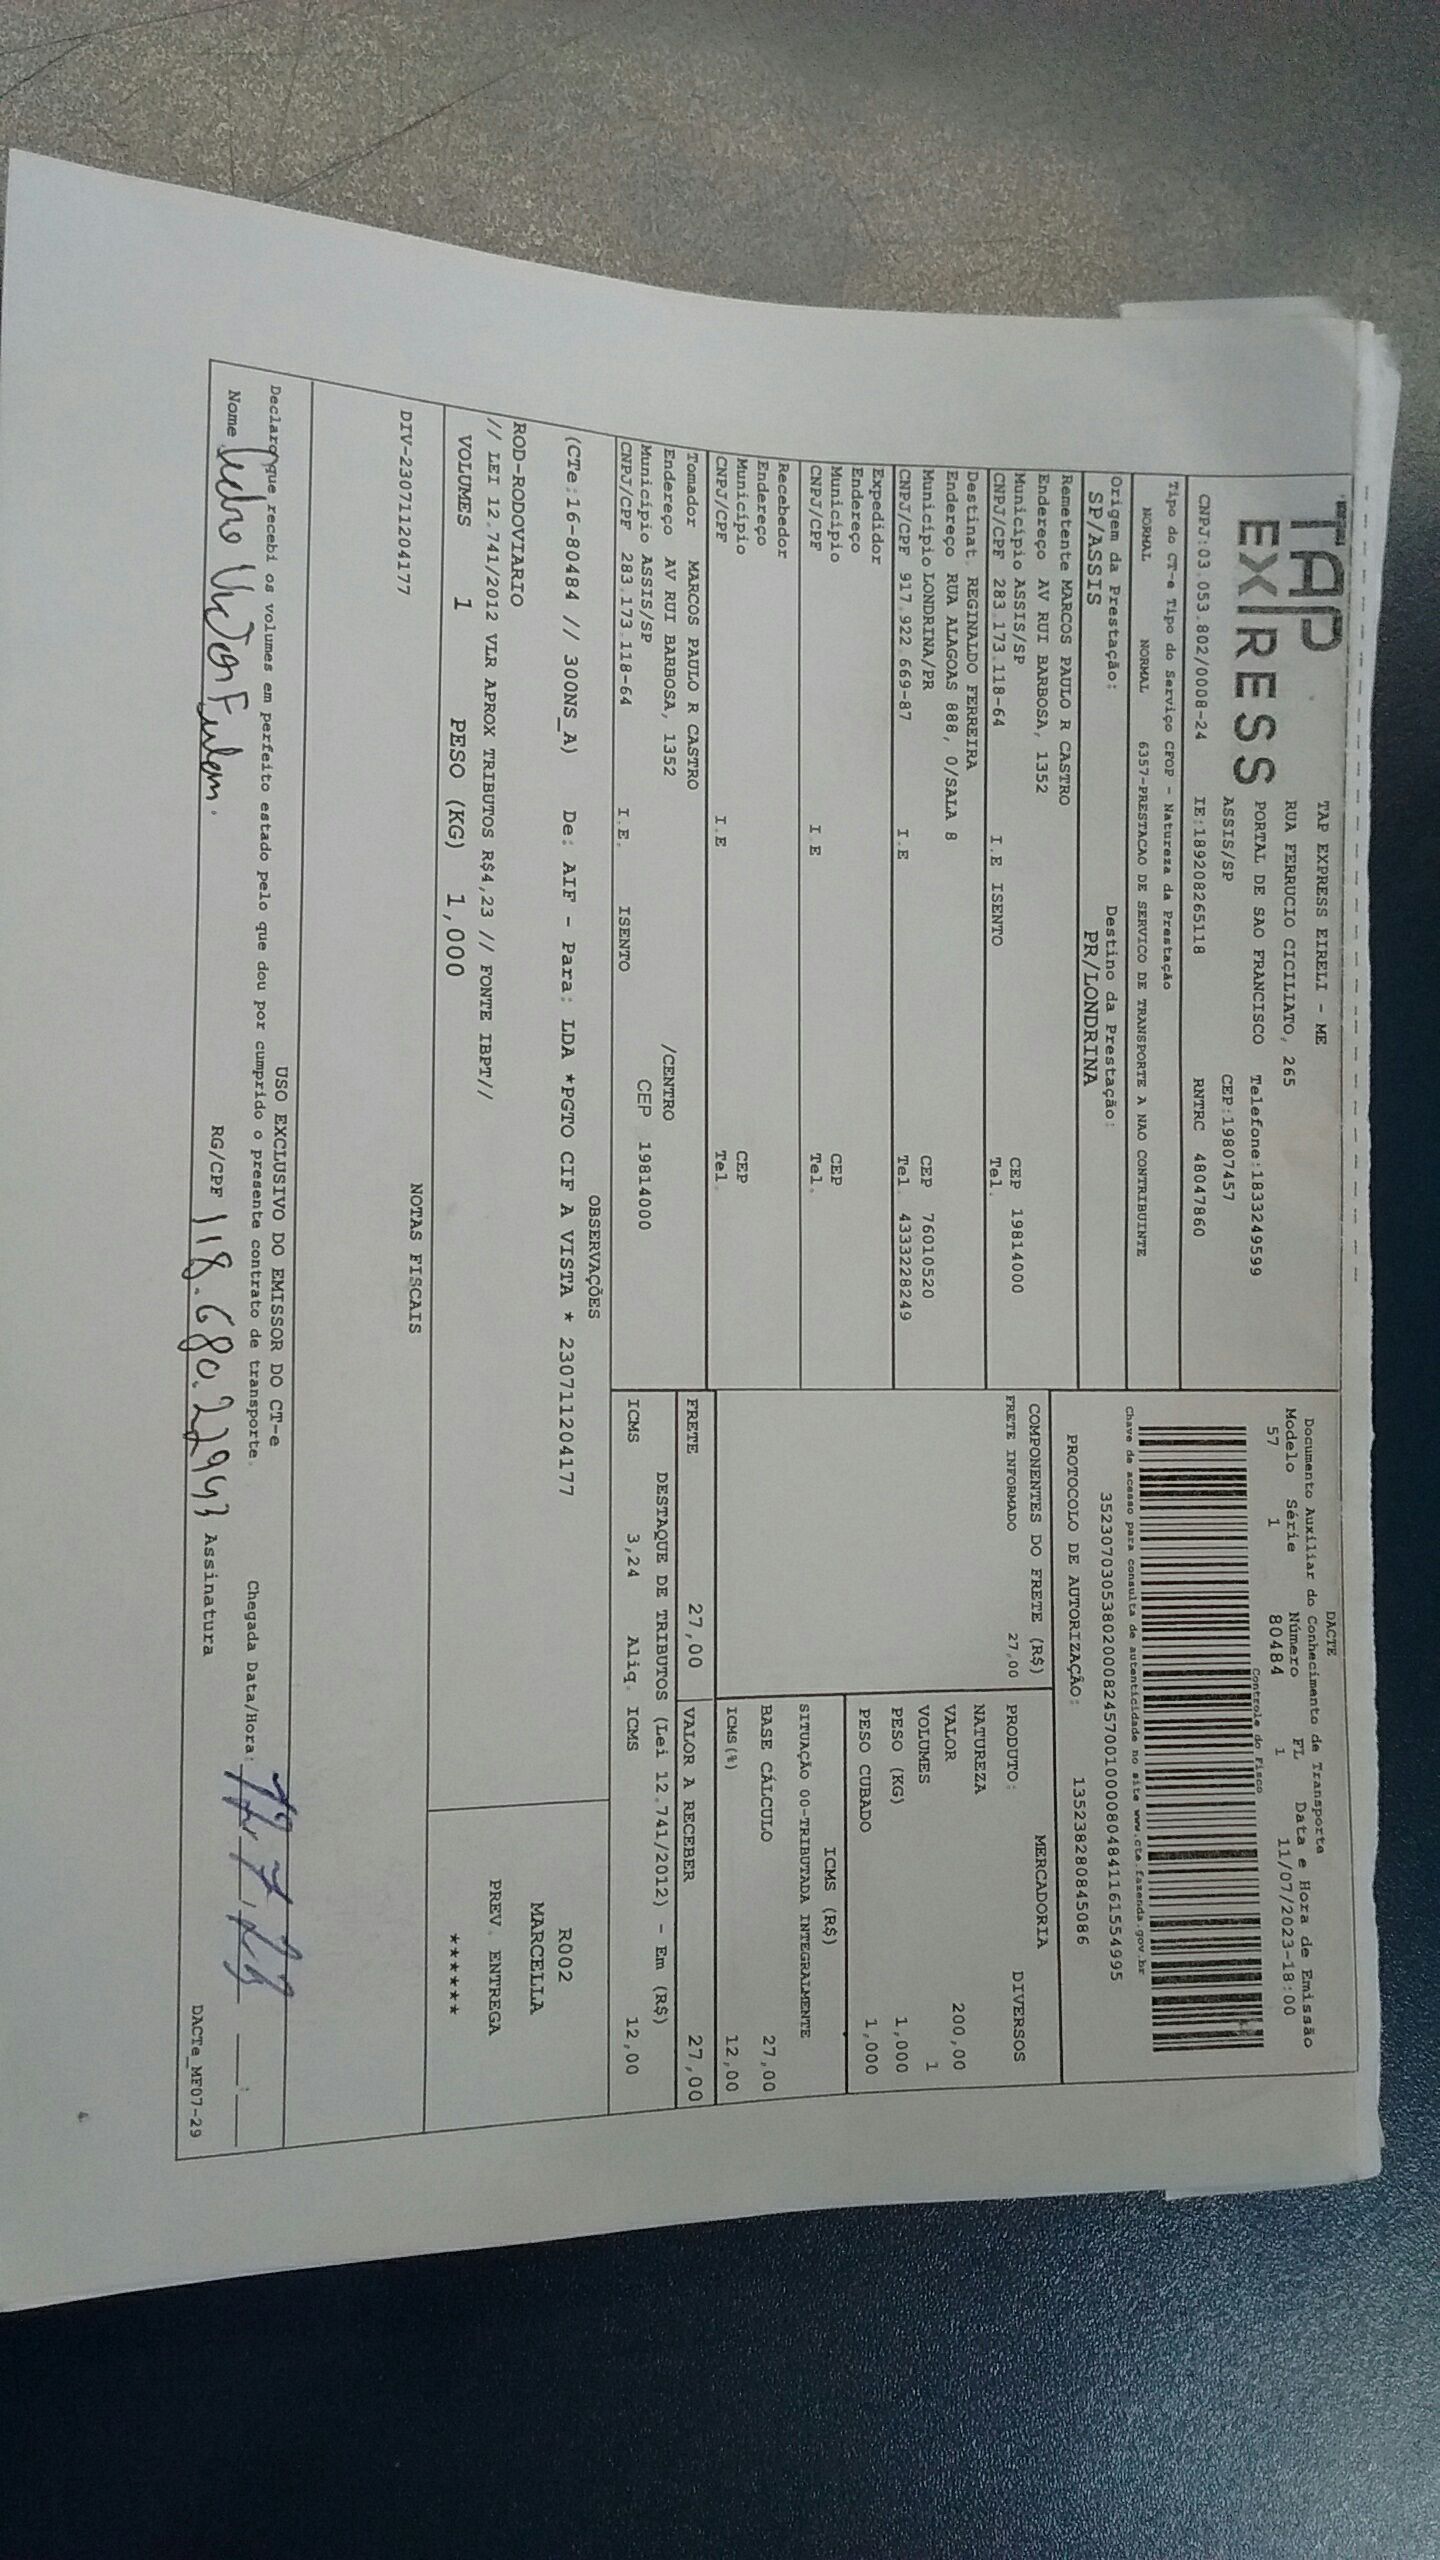 TAP
EXPRESS
TAP EXPRESS EIRELI - ME
RUA FERRUCIO CICILIATO, 265
PORTAL DE SAO FRANCISCO Telefone:1833249599
ASSIS/SP CEP:19807457
CNPJ:03.053.802/0008-24 IE:189208265118 RNTRC 48047860
Tipo do CT-e Tipo do Serviço CFOP - Natureza da Prestação
NORMAL NORMAL 6357-PRESTACAO DE SERVICO DE TRANSPORTE A NAO CONTRIBUINTE
Origem da Prestação: Destino da Prestação:
SP/ASSIS PR/LONDRINA
DACTE
Documento Auxiliar do Conhecimento de Transporte
Modelo Série Número FL Data e Hora de Emissão
57 1 80484 1 11/07/2023-18:00
Controle do Fisco
Chave de acesso para consulta de autenticidade no site www.cte.fazenda.gov.br
35230703053802000824570010000804841161554995
PROTOCOLO DE AUTORIZAÇÃO: 135238280845086
Remetente MARCOS PAULO R CASTRO
Endereço AV RUI BARBOSA, 1352
Município ASSIS/SP CEP 19814000
CNPJ/CPF 283.173.118-64 I.E ISENTO Tel.
Destinat. REGINALDO FERREIRA
Endereço RUA ALAGOAS 888, 0/SALA 8
Município LONDRINA/PR CEP 76010520
CNPJ/CPF 917.922.669-87 I.E Tel. 4333228249
Expedidor
Endereço
Município CEP
CNPJ/CPF I.E Tel.
Recebedor
Endereço
Município CEP
CNPJ/CPF I.E Tel.
Tomador MARCOS PAULO R CASTRO
Endereço AV RUI BARBOSA, 1352 /CENTRO
Município ASSIS/SP CEP 19814000
CNPJ/CPF 283.173.118-64 I.E. ISENTO
COMPONENTES DO FRETE (R$)
FRETE INFORMADO 27,00
MERCADORIA
PRODUTO: DIVERSOS
NATUREZA
VALOR 200,00
VOLUMES 1
PESO (KG) 1,000
PESO CUBADO 1,000
ICMS (R$)
SITUAÇÃO 00-TRIBUTADA INTEGRALMENTE
BASE CÁLCULO 27,00
ICMS(%) 12,00
FRETE 27,00 VALOR A RECEBER 27,00
DESTAQUE DE TRIBUTOS (Lei 12.741/2012) - Em (R$)
ICMS 3,24 Aliq. ICMS 12,00
OBSERVAÇÕES
(CTe:16-80484 // 300NS_A) De: AIF - Para: LDA *PGTO CIF A VISTA * 230711204177
ROD-RODOVIARIO
// LEI 12.741/2012 VLR APROX TRIBUTOS R$4,23 // FONTE IBPT//
VOLUMES 1 PESO (KG) 1,000
R002
MARCELLA
PREV. ENTREGA
******
NOTAS FISCAIS
DIV-230711204177
USO EXCLUSIVO DO EMISSOR DO CT-e
Declaro que recebi os volumes em perfeito estado pelo que dou por cumprido o presente contrato de transporte. Chegada Data/Hora:
Nome RG/CPF 118.680.22943 Assinatura
DACTe_MF07-29